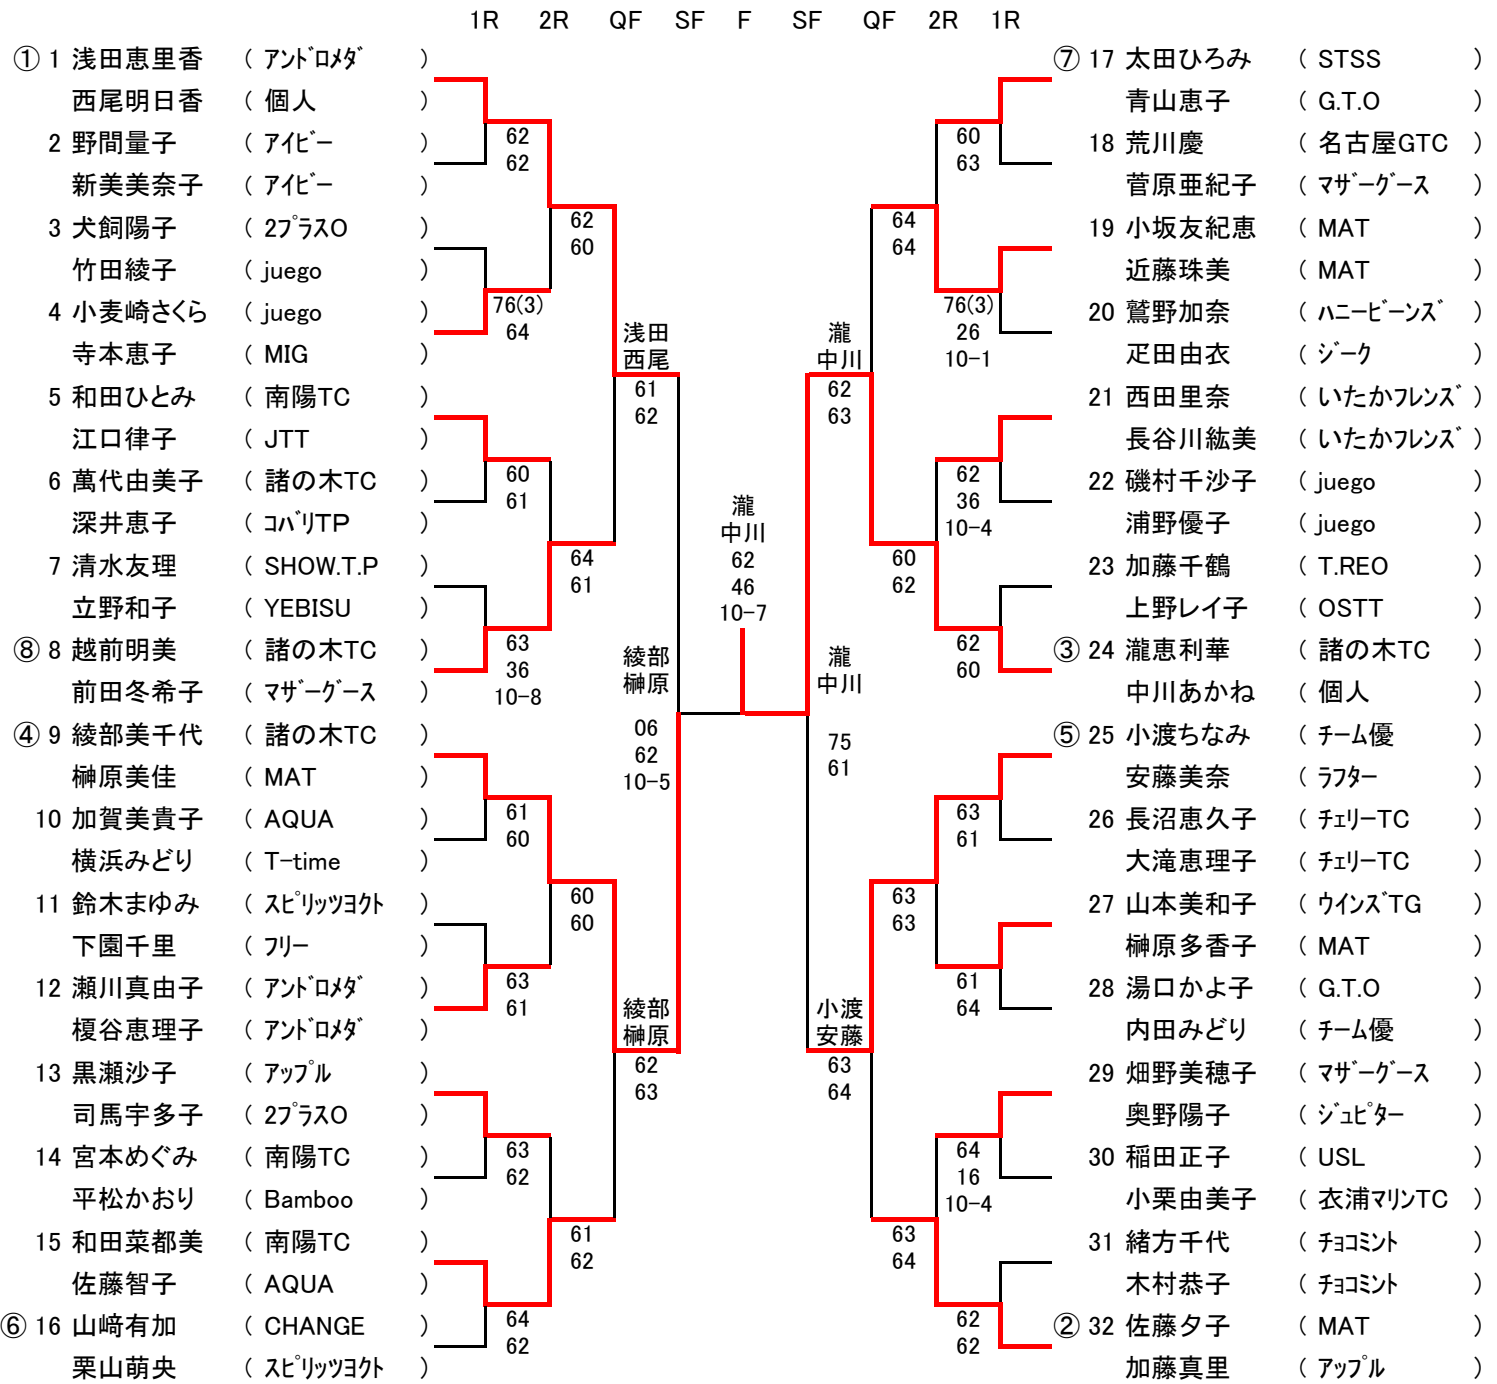 1R 2R QF SF F SF QF 2R 1R
① 1 浅田恵里香 ( アンドロメダ )
西尾明日香 ( 個人 )
2 野間量子 ( アイビー )
新美美奈子 ( アイビー )
3 犬飼陽子 ( 2プラスO )
竹田綾子 ( juego )
4 小麦崎さくら ( juego )
寺本恵子 ( MIG )
5 和田ひとみ ( 南陽TC )
江口律子 ( JTT )
6 萬代由美子 ( 諸の木TC )
深井恵子 ( コバリTP )
7 清水友理 ( SHOW.T.P )
立野和子 ( YEBISU )
⑧ 8 越前明美 ( 諸の木TC )
前田冬希子 ( マザーグース )
④ 9 綾部美千代 ( 諸の木TC )
榊原美佳 ( MAT )
10 加賀美貴子 ( AQUA )
横浜みどり ( T-time )
11 鈴木まゆみ ( スピリッツヨクト )
下園千里 ( フリー )
12 瀬川真由子 ( アンドロメダ )
榎谷恵理子 ( アンドロメダ )
13 黒瀬沙子 ( アップル )
司馬宇多子 ( 2プラスO )
14 宮本めぐみ ( 南陽TC )
平松かおり ( Bamboo )
15 和田菜都美 ( 南陽TC )
佐藤智子 ( AQUA )
⑥ 16 山﨑有加 ( CHANGE )
栗山萌央 ( スピリッツヨクト )
62
62
76(3)
64
60
61
63
36
10-8
61
60
63
61
63
62
64
62
62
60
64
61
60
60
61
62
浅田
西尾
61
62
綾部
榊原
62
63
綾部
榊原
06
62
10-5
瀧
中川
62
46
10-7
瀧
中川
75
61
瀧
中川
62
63
小渡
安藤
63
64
64
64
60
62
63
63
63
64
60
63
76(3)
26
10-1
62
36
10-4
62
60
63
61
61
64
64
16
10-4
62
62
⑦ 17 太田ひろみ ( STSS )
青山恵子 ( G.T.O )
18 荒川慶 ( 名古屋GTC )
菅原亜紀子 ( マザーグース )
19 小坂友紀恵 ( MAT )
近藤珠美 ( MAT )
20 鷲野加奈 ( ハニービーンズ )
疋田由衣 ( ジーク )
21 西田里奈 ( いたかフレンズ )
長谷川紘美 ( いたかフレンズ )
22 磯村千沙子 ( juego )
浦野優子 ( juego )
23 加藤千鶴 ( T.REO )
上野レイ子 ( OSTT )
③ 24 瀧恵利華 ( 諸の木TC )
中川あかね ( 個人 )
⑤ 25 小渡ちなみ ( チーム優 )
安藤美奈 ( ラフター )
26 長沼恵久子 ( チェリーTC )
大滝恵理子 ( チェリーTC )
27 山本美和子 ( ウインズTG )
榊原多香子 ( MAT )
28 湯口かよ子 ( G.T.O )
内田みどり ( チーム優 )
29 畑野美穂子 ( マザーグース )
奥野陽子 ( ジュピター )
30 稲田正子 ( USL )
小栗由美子 ( 衣浦マリンTC )
31 緒方千代 ( チョコミント )
木村恭子 ( チョコミント )
② 32 佐藤夕子 ( MAT )
加藤真里 ( アップル )